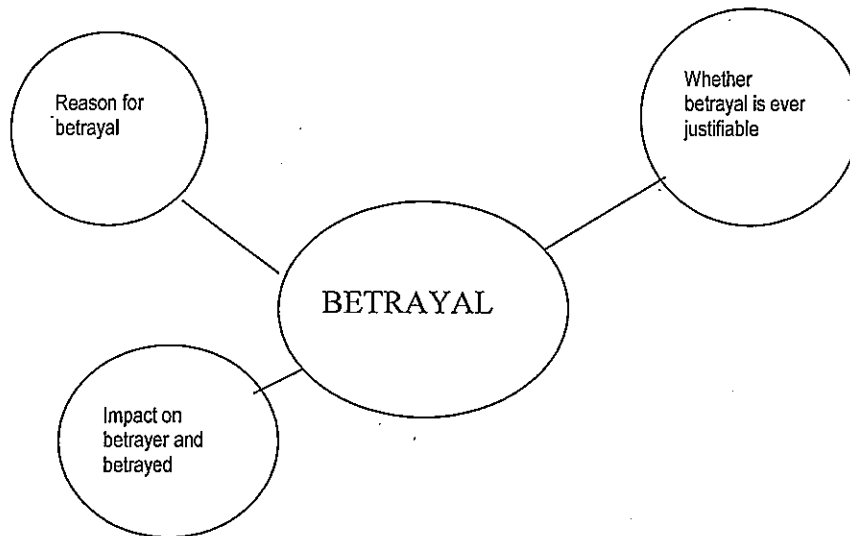 Reason for
betrayal
Whether
betrayal is ever
justifiable
BETRAYAL
Impact on
betrayer and
betrayed